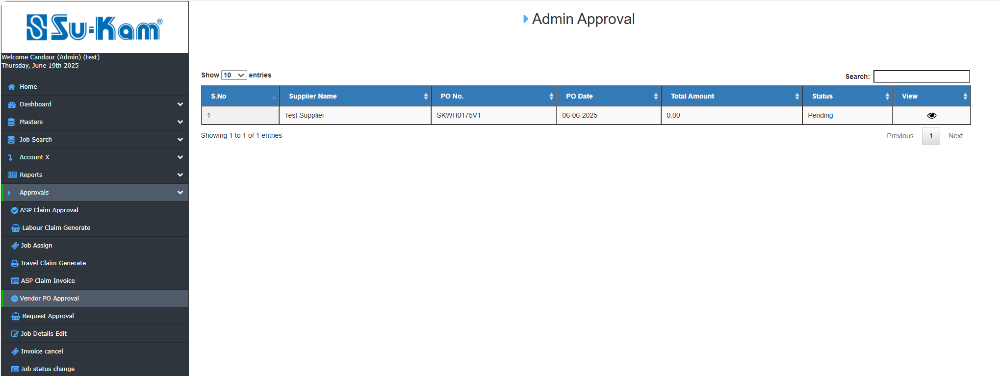 Su-Kam®
Welcome Candour (Admin) (test)
Thursday, June 19th 2025
Home
Dashboard
Masters
Job Search
Account X
Reports
Approvals
ASP Claim Approval
Labour Claim Generate
Job Assign
Travel Claim Generate
ASP Claim Invoice
Vendor PO Approval
Request Approval
Job Details Edit
Invoice cancel
Job status change
Admin Approval
Show 10 entries
Search:
S.No Supplier Name PO No. PO Date Total Amount Status View
1 Test Supplier SKWH0175V1 06-06-2025 0.00 Pending
Showing 1 to 1 of 1 entries
Previous 1 Next